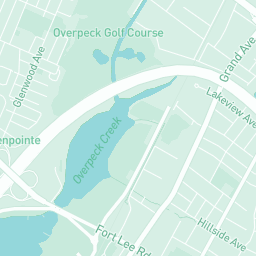 Overpeck Golf Course
Glenwood Ave
Grand Ave
Lakeview Ave
enpointe
Overpeck Creek
Fort Lee Rd
Hillside Ave